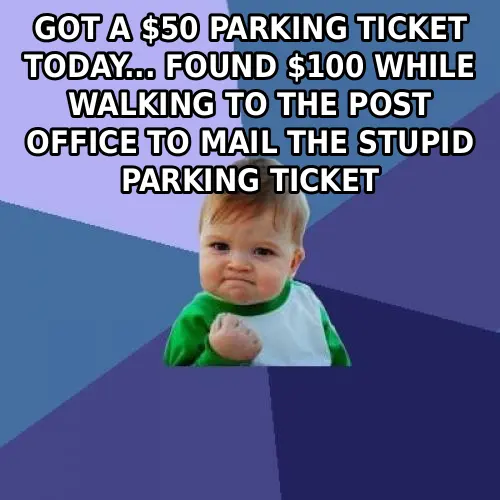 GOT A $50 PARKING TICKET
TODAY... FOUND $100 WHILE
WALKING TO THE POST
OFFICE TO MAIL THE STUPID
PARKING TICKET